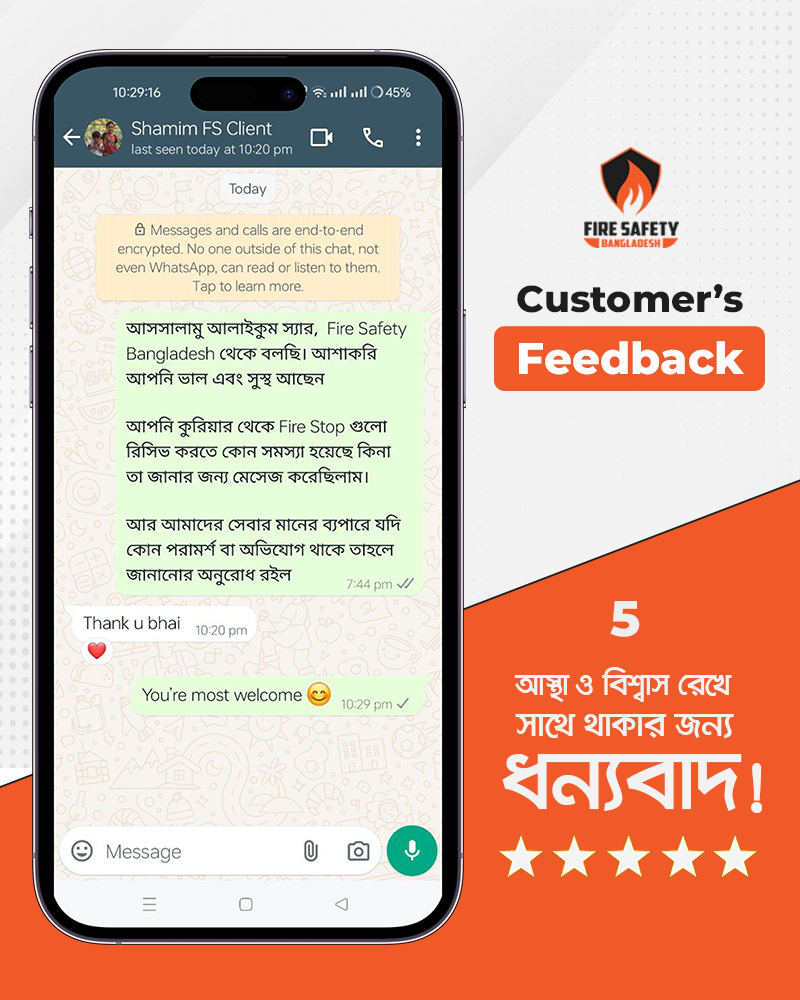 10:29:16
45%
Shamim FS Client
last seen today at 10:20 pm
Today
Messages and calls are end-to-end
encrypted. No one outside of this chat, not
even WhatsApp, can read or listen to them.
Tap to learn more.
আসসালামু আলাইকুম স্যার, Fire Safety
Bangladesh থেকে বলছি। আশাকরি
আপনি ভাল এবং সুস্থ আছেন
আপনি কুরিয়ার থেকে Fire Stop গুলো
রিসিভ করতে কোন সমস্যা হয়েছে কিনা
তা জানার জন্য মেসেজ করেছিলাম।
আর আমাদের সেবার মানের ব্যপারে যদি
কোন পরামর্শ বা অভিযোগ থাকে তাহলে
জানানোর অনুরোধ রইল
7:44 pm
Thank u bhai
10:20 pm
You're most welcome 😊
10:29 pm
Message
FIRE SAFETY
BANGLADESH
Customer's
Feedback
5
আস্থা ও বিশ্বাস রেখে
সাথে থাকার জন্য
ধন্যবাদ!